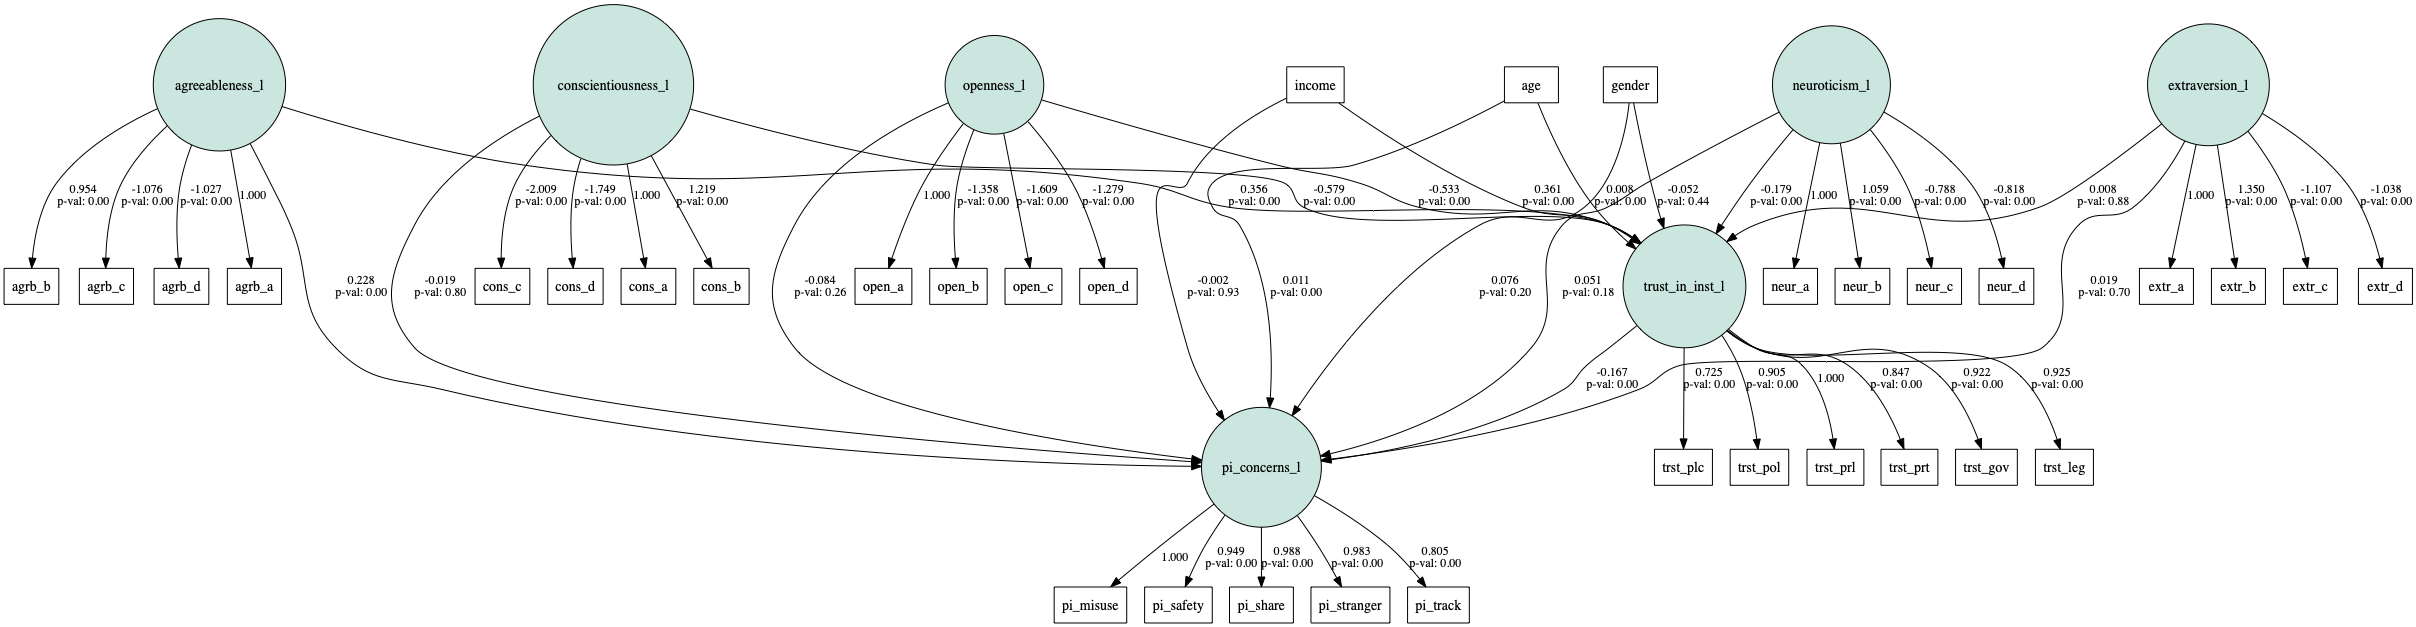 agreeableness_l
conscientiousness_l
openness_l
income
age
gender
neuroticism_l
extraversion_l
0.954
p-val: 0.00
-1.076
p-val: 0.00
-1.027
p-val: 0.00
1.000
-2.009
p-val: 0.00
-1.749
p-val: 0.00
1.000
1.219
p-val: 0.00
1.000
-1.358
p-val: 0.00
-1.609
p-val: 0.00
-1.279
p-val: 0.00
0.356
p-val: 0.00
-0.579
p-val: 0.00
-0.533
p-val: 0.00
0.361
p-val: 0.00
0.008
p-val: 0.00
-0.052
p-val: 0.44
-0.179
p-val: 0.00
1.000
1.059
p-val: 0.00
-0.788
p-val: 0.00
-0.818
p-val: 0.00
0.008
p-val: 0.88
1.000
1.350
p-val: 0.00
-1.107
p-val: 0.00
-1.038
p-val: 0.00
agrb_b
agrb_c
agrb_d
agrb_a
0.228
p-val: 0.00
-0.019
p-val: 0.80
cons_c
cons_d
cons_a
cons_b
-0.084
p-val: 0.26
open_a
open_b
open_c
open_d
-0.002
p-val: 0.93
0.011
p-val: 0.00
0.076
p-val: 0.20
0.051
p-val: 0.18
trust_in_inst_l
neur_a
neur_b
neur_c
neur_d
0.019
p-val: 0.70
extr_a
extr_b
extr_c
extr_d
-0.167
p-val: 0.00
0.725
p-val: 0.00
0.905
p-val: 0.00
1.000
0.847
p-val: 0.00
0.922
p-val: 0.00
0.925
p-val: 0.00
pi_concerns_l
trst_plc
trst_pol
trst_prl
trst_prt
trst_gov
trst_leg
1.000
0.949
p-val: 0.00
0.988
p-val: 0.00
0.983
p-val: 0.00
0.805
p-val: 0.00
pi_misuse
pi_safety
pi_share
pi_stranger
pi_track